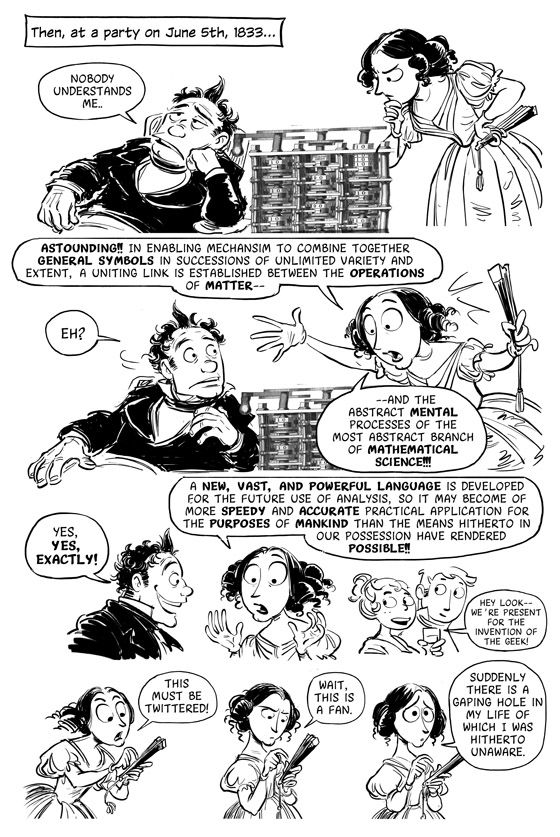 Then, at a party on June 5th, 1833...
NOBODY
UNDERSTANDS
ME..
ASTOUNDING!! IN ENABLING MECHANSIM TO COMBINE TOGETHER
GENERAL SYMBOLS IN SUCCESSIONS OF UNLIMITED VARIETY AND
EXTENT, A UNITING LINK IS ESTABLISHED BETWEEN THE OPERATIONS
OF MATTER--
EH?
--AND THE
ABSTRACT MENTAL
PROCESSES OF THE
MOST ABSTRACT BRANCH
OF MATHEMATICAL
SCIENCE!!!
A NEW, VAST, AND POWERFUL LANGUAGE IS DEVELOPED
FOR THE FUTURE USE OF ANALYSIS, SO IT MAY BECOME OF
MORE SPEEDY AND ACCURATE PRACTICAL APPLICATION FOR
THE PURPOSES OF MANKIND THAN THE MEANS HITHERTO IN
OUR POSSESSION HAVE RENDERED
POSSIBLE!!
YES,
YES,
EXACTLY!
HEY LOOK--
WE'RE PRESENT
FOR THE
INVENTION OF
THE GEEK!
THIS
MUST BE
TWITTERED!
WAIT,
THIS IS
A FAN.
SUDDENLY
THERE IS A
GAPING HOLE IN
MY LIFE OF
WHICH I WAS
HITHERTO
UNAWARE.